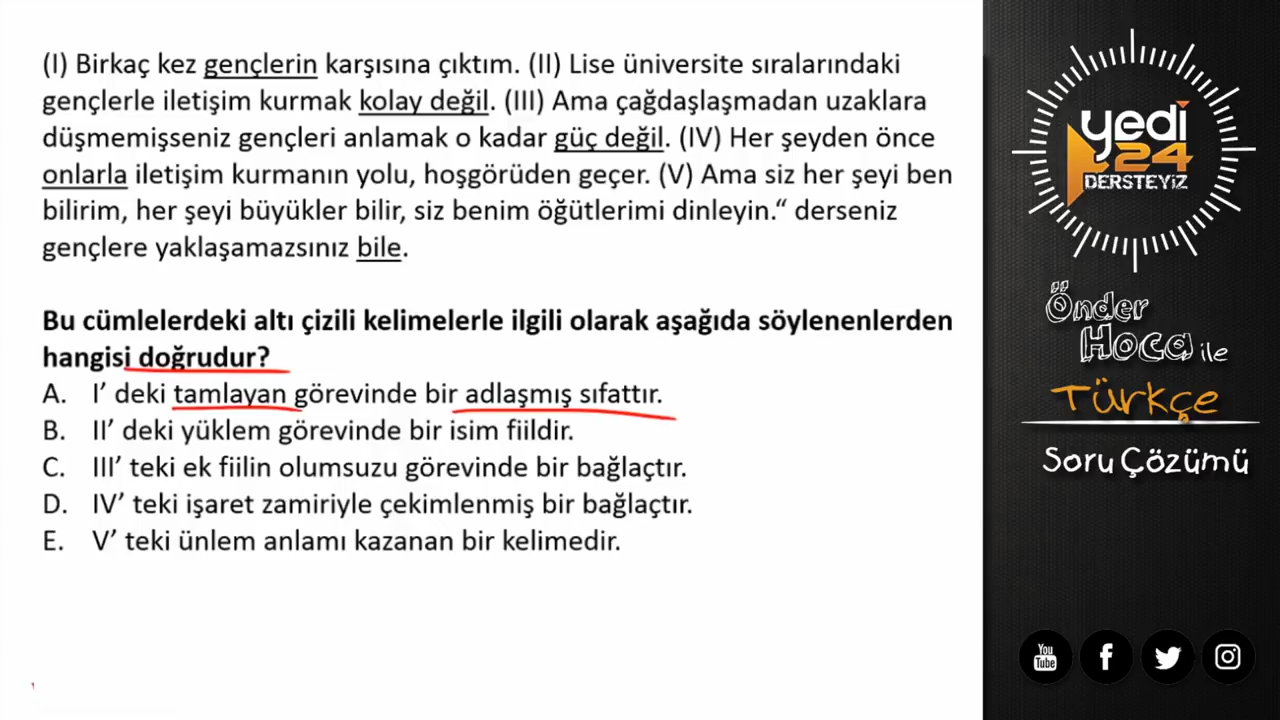 (I) Birkaç kez gençlerin karşısına çıktım. (II) Lise üniversite sıralarındaki
gençlerle iletişim kurmak kolay değil. (III) Ama çağdaşlaşmadan uzaklara
düşmemişseniz gençleri anlamak o kadar güç değil. (IV) Her şeyden önce
onlarla iletişim kurmanın yolu, hoşgörüden geçer. (V) Ama siz her şeyi ben
bilirim, her şeyi büyükler bilir, siz benim öğütlerimi dinleyin.“ derseniz
gençlere yaklaşamazsınız bile.
Bu cümlelerdeki altı çizili kelimelerle ilgili olarak aşağıda söylenenlerden
hangisi doğrudur?
A. I’ deki tamlayan görevinde bir adlaşmış sıfattır.
B. II’ deki yüklem görevinde bir isim fiildir.
C. III’ teki ek fiilin olumsuzu görevinde bir bağlaçtır.
D. IV’ teki işaret zamiriyle çekimlenmiş bir bağlaçtır.
E. V’ teki ünlem anlamı kazanan bir kelimedir.
yedi
24
DERSTEYİZ
Önder
Hoca ile
Türkçe
Soru Çözümü
You
Tube